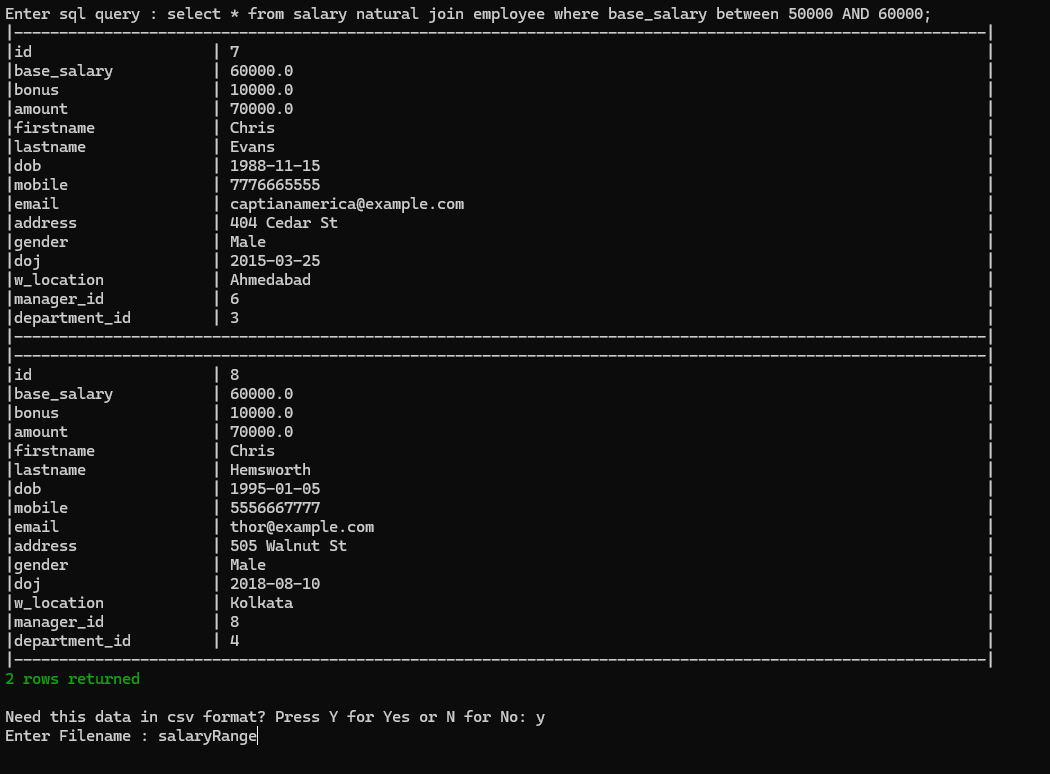 Enter sql query : select * from salary natural join employee where base_salary between 50000 AND 60000;
|------------------------------------------------------------------------------------------------------------|
|id | 7 |
|base_salary | 60000.0 |
|bonus | 10000.0 |
|amount | 70000.0 |
|firstname | Chris |
|lastname | Evans |
|dob | 1988-11-15 |
|mobile | 7776665555 |
|email | captianamerica@example.com |
|address | 404 Cedar St |
|gender | Male |
|doj | 2015-03-25 |
|w_location | Ahmedabad |
|manager_id | 6 |
|department_id | 3 |
|------------------------------------------------------------------------------------------------------------|
|------------------------------------------------------------------------------------------------------------|
|id | 8 |
|base_salary | 60000.0 |
|bonus | 10000.0 |
|amount | 70000.0 |
|firstname | Chris |
|lastname | Hemsworth |
|dob | 1995-01-05 |
|mobile | 5556667777 |
|email | thor@example.com |
|address | 505 Walnut St |
|gender | Male |
|doj | 2018-08-10 |
|w_location | Kolkata |
|manager_id | 8 |
|department_id | 4 |
|------------------------------------------------------------------------------------------------------------|
2 rows returned
Need this data in csv format? Press Y for Yes or N for No: y
Enter Filename : salaryRange